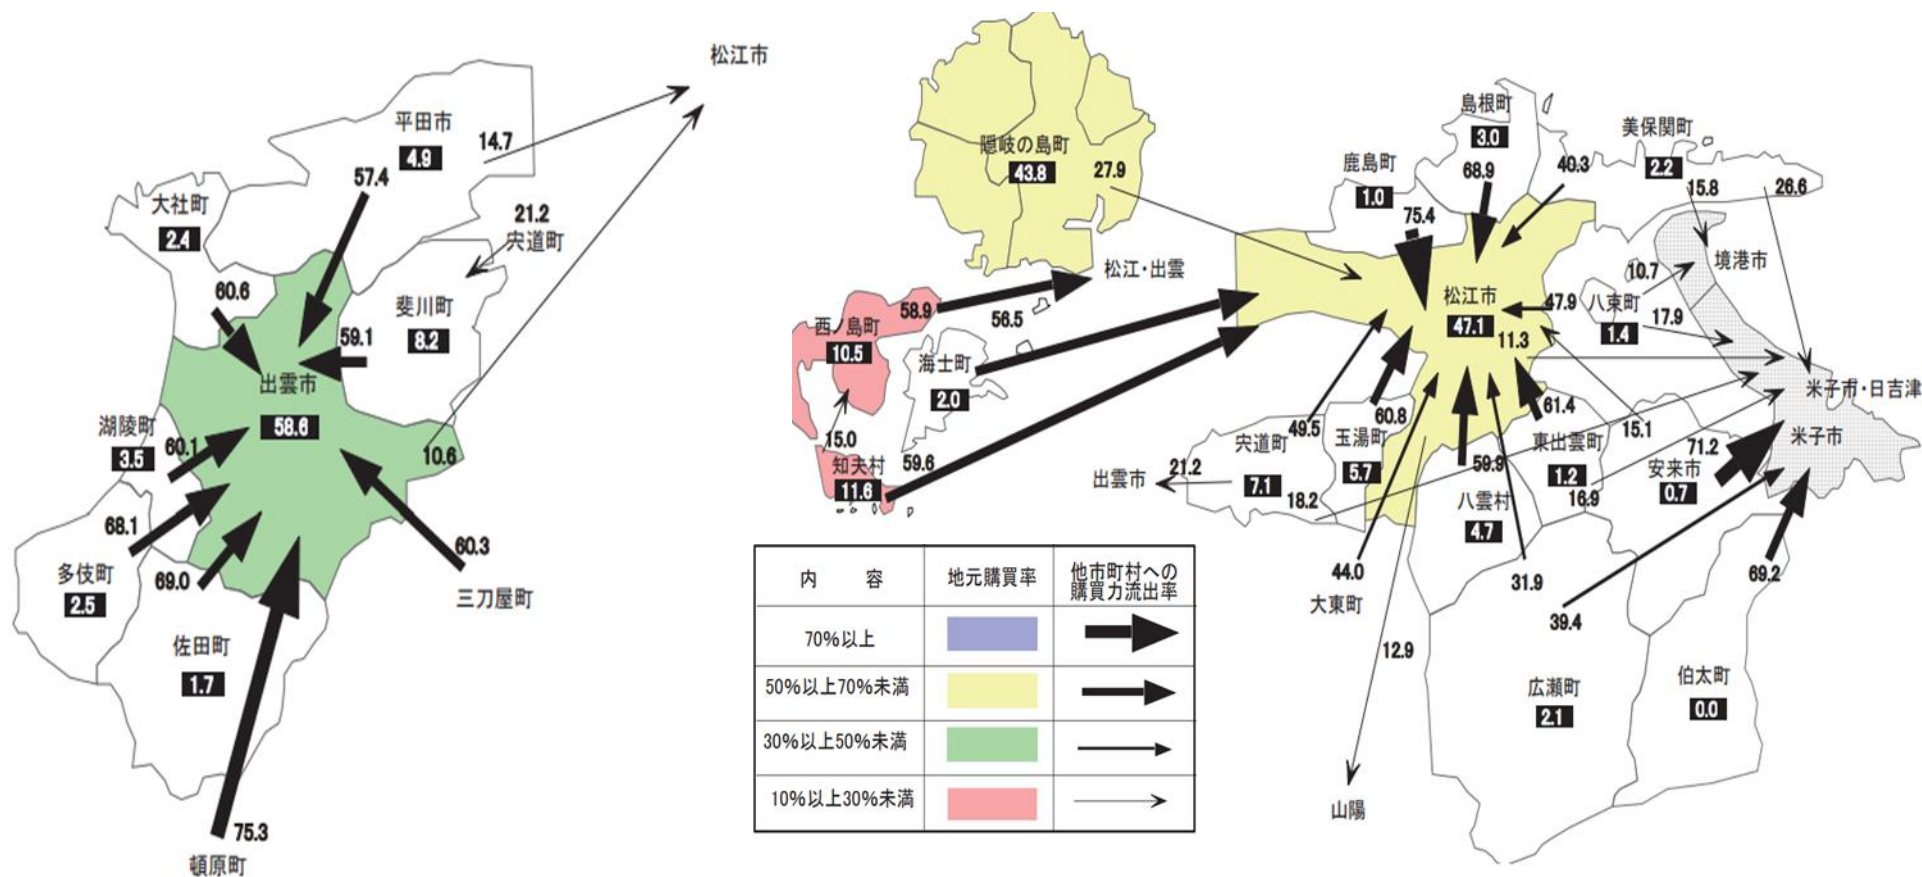 松江市
平田市
4.9
14.7
57.4
大社町
2.4
21.2
宍道町
60.6
斐川町
8.2
59.1
出雲市
58.6
湖陵町
3.5
60.1
10.6
68.1
多伎町
2.5
69.0
60.3
三刀屋町
佐田町
1.7
75.3
頓原町
隠岐の島町
43.8
27.9
松江・出雲
58.9
56.5
西ノ島町
10.5
海士町
2.0
15.0
知夫村
11.6
59.6
島根町
3.0
68.9
鹿島町
1.0
75.4
40.3
美保関町
2.2
15.8
26.6
境港市
10.7
八束町
1.4
17.9
松江市
47.1
47.9
11.3
米子市・日吉津
米子市
61.4
60.8
49.5
玉湯町
5.7
宍道町
7.1
21.2
出雲市
18.2
東出雲町
1.2
15.1
16.9
71.2
安来市
0.7
59.9
八雲村
4.7
44.0
大東町
31.9
39.4
69.2
12.9
山陽
広瀬町
2.1
伯太町
0.0
内 容
地元購買率
他市町村への
購買力流出率
70%以上
50%以上70%未満
30%以上50%未満
10%以上30%未満